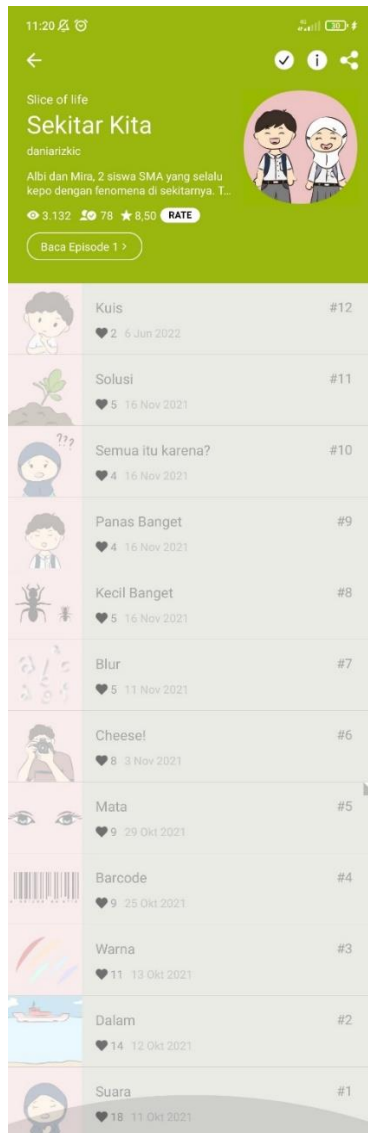 11:20
4G
30
Slice of life
Sekitar Kita
daniarizkic
Albi dan Mira, 2 siswa SMA yang selalu
kepo dengan fenomena di sekitarnya. T...
3.132 78 8,50 RATE
Baca Episode 1 >
Kuis #12
2 6 Jun 2022
Solusi #11
5 16 Nov 2021
???
Semua itu karena? #10
4 16 Nov 2021
Panas Banget #9
4 16 Nov 2021
Kecil Banget #8
5 16 Nov 2021
Blur #7
5 11 Nov 2021
Cheese! #6
8 3 Nov 2021
Mata #5
9 29 Okt 2021
Barcode #4
9 25 Okt 2021
Warna #3
11 13 Okt 2021
Dalam #2
14 12 Okt 2021
Suara #1
18 11 Okt 2021